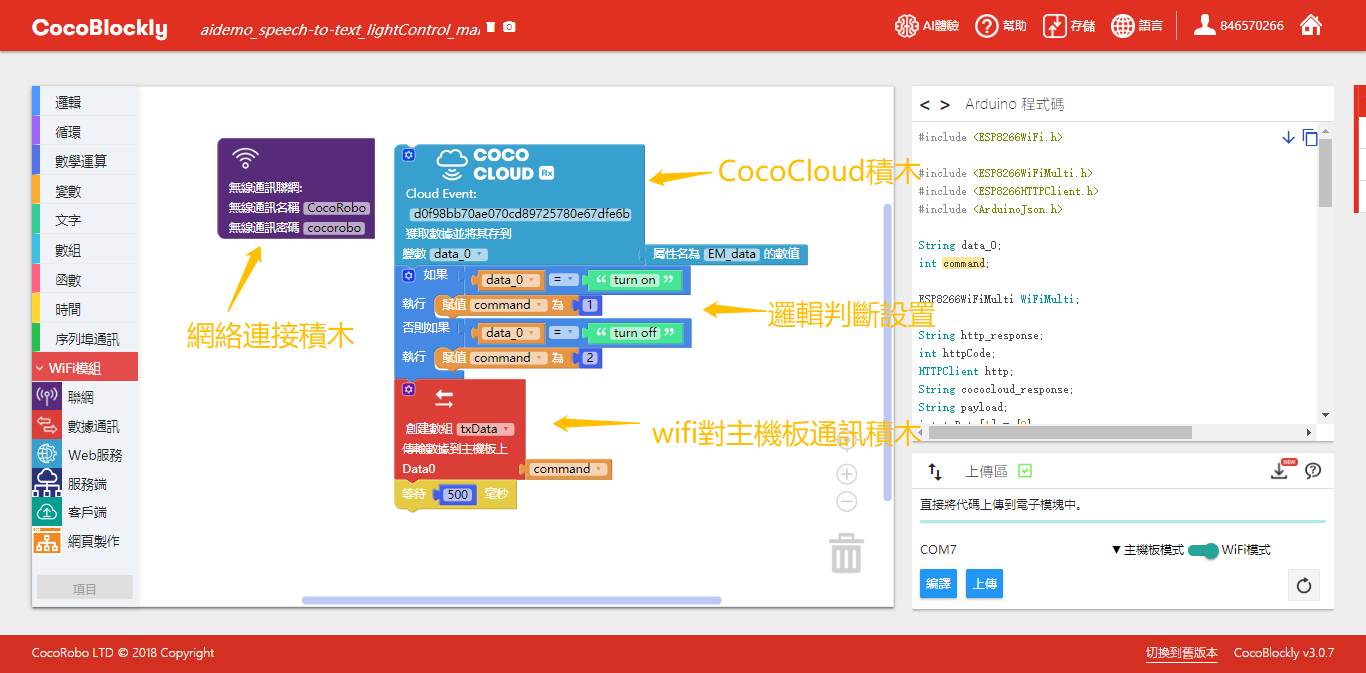 CocoBlockly
aidemo_speech-to-text_lightControl_mai
AI體驗
幫助
存儲
語言
846570266
邏輯
循環
數學運算
變數
文字
數組
函數
時間
序列埠通訊
WiFi模組
聯網
數據通訊
Web服務
服務端
客戶端
網頁製作
項目
無線通訊聯網:
無線通訊名稱 CocoRobo
無線通訊密碼 cocorobo
網絡連接積木
COCO
CLOUD Rx
Cloud Event:
d0f98bb70ae070cd89725780e67dfe6b
獲取數據並將其存到
變數 data_0 屬性名為 EM_data 的數值
CocoCloud積木
如果 data_0 = “ turn on ”
執行 賦值 command 為 1
否則如果 data_0 = “ turn off ”
執行 賦值 command 為 2
邏輯判斷設置
創建數組 txData
傳輸數據到主機板上
Data0 command
wifi對主機板通訊積木
等待 500 毫秒
< > Arduino 程式碼
#include <ESP8266WiFi.h>
#include <ESP8266WiFiMulti.h>
#include <ESP8266HTTPClient.h>
#include <ArduinoJson.h>
String data_0;
int command;
ESP8266WiFiMulti WiFiMulti;
String http_response;
int httpCode;
HTTPClient http;
String cococloud_response;
String payload;
上傳區
NEW
直接將代碼上傳到電子模塊中。
COM7
主機板模式 WiFi模式
編譯 上傳
CocoRobo LTD © 2018 Copyright
切換到舊版本 CocoBlockly v3.0.7